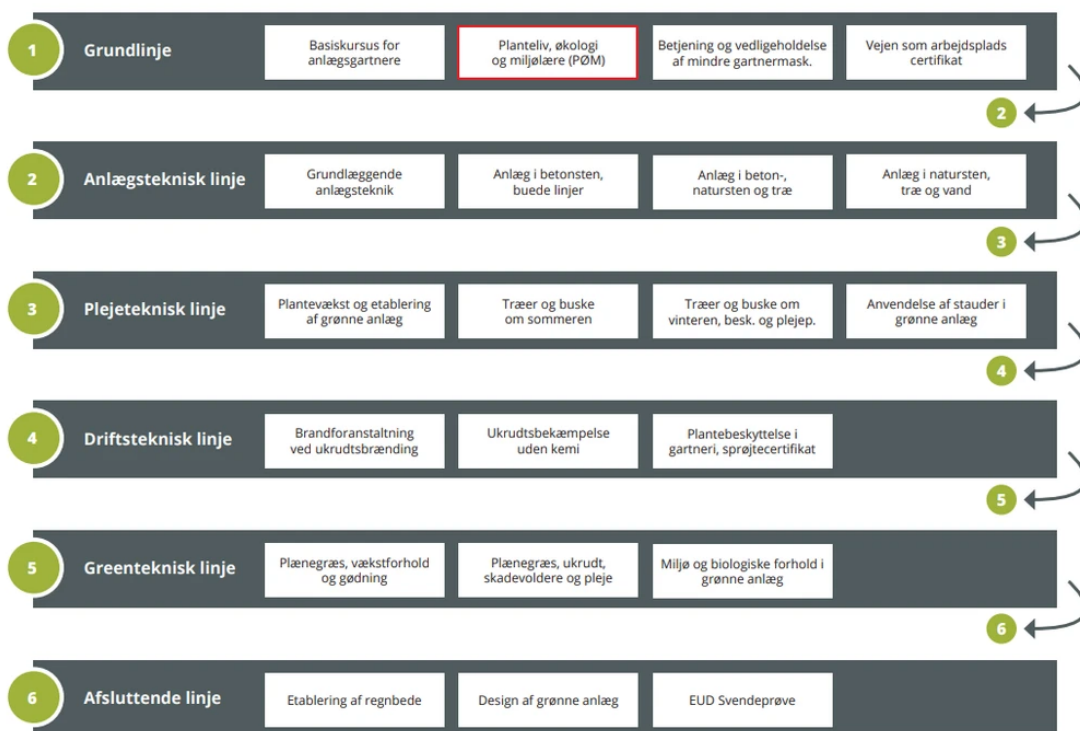 1
Grundlinje
Basiskursus for
anlægsgartnere
Planteliv, økologi
og miljølære (PØM)
Betjening og vedligeholdelse
af mindre gartnermask.
Vejen som arbejdsplads
certifikat
2
2
Anlægsteknisk linje
Grundlæggende
anlægsteknik
Anlæg i betonsten,
buede linjer
Anlæg i beton-,
natursten og træ
Anlæg i natursten,
træ og vand
3
3
Plejeteknisk linje
Plantevækst og etablering
af grønne anlæg
Træer og buske
om sommeren
Træer og buske om
vinteren, besk. og plejep.
Anvendelse af stauder i
grønne anlæg
4
4
Driftsteknisk linje
Brandforanstaltning
ved ukrudtsbrænding
Ukrudtsbekæmpelse
uden kemi
Plantebeskyttelse i
gartneri, sprøjtecertifikat
5
5
Greenteknisk linje
Plænegræs, vækstforhold
og gødning
Plænegræs, ukrudt,
skadevoldere og pleje
Miljø og biologiske forhold i
grønne anlæg
6
6
Afsluttende linje
Etablering af regnbede
Design af grønne anlæg
EUD Svendeprøve